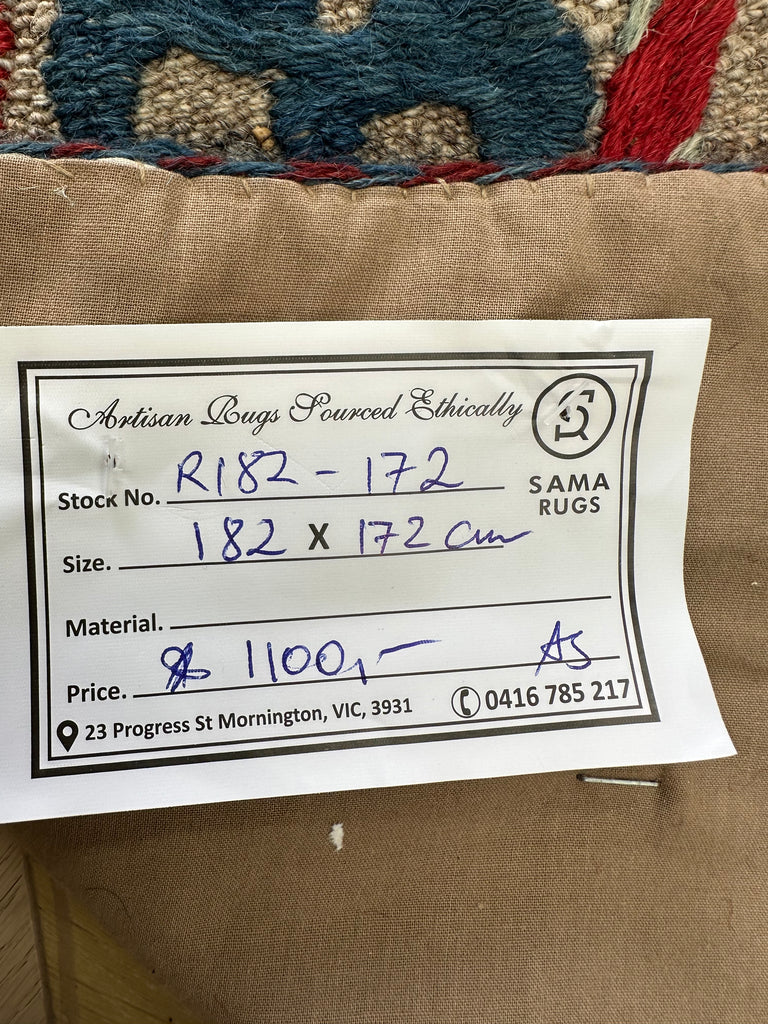 Artisan Rugs Sourced Ethically
SAMA
RUGS
Stock No. R182-172
Size. 182 X 172 cm
Material.
Price. $ 1100,- AS
23 Progress St Mornington, VIC, 3931
0416 785 217